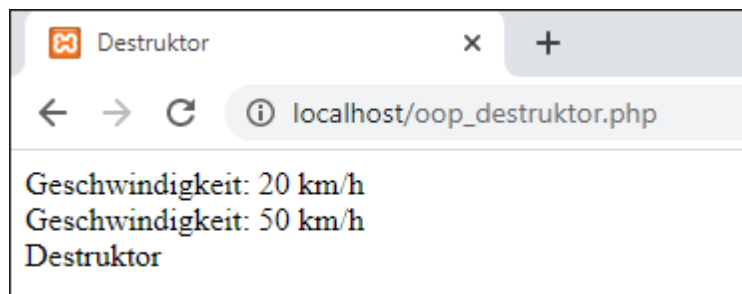 Destruktor
localhost/oop_destruktor.php
Geschwindigkeit: 20 km/h
Geschwindigkeit: 50 km/h
Destruktor